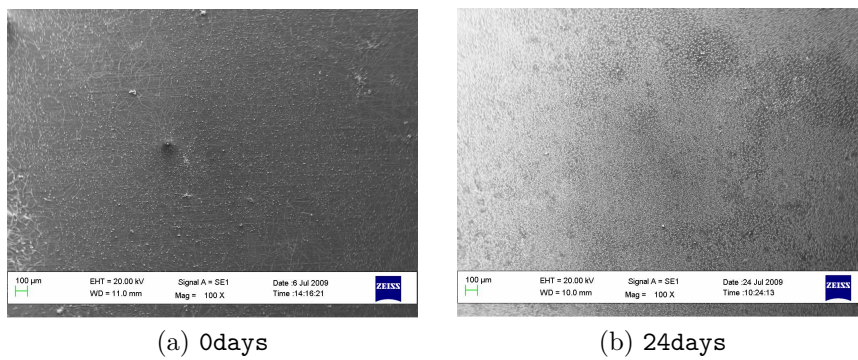 100 µm
EHT = 20.00 kV
Signal A = SE1
Date :6 Jul 2009
WD = 11.0 mm
Mag = 100 X
Time :14:16:21
ZEISS
100 µm
EHT = 20.00 kV
Signal A = SE1
Date :24 Jul 2009
WD = 10.0 mm
Mag = 100 X
Time :10:24:13
ZEISS
(a) 0days
(b) 24days